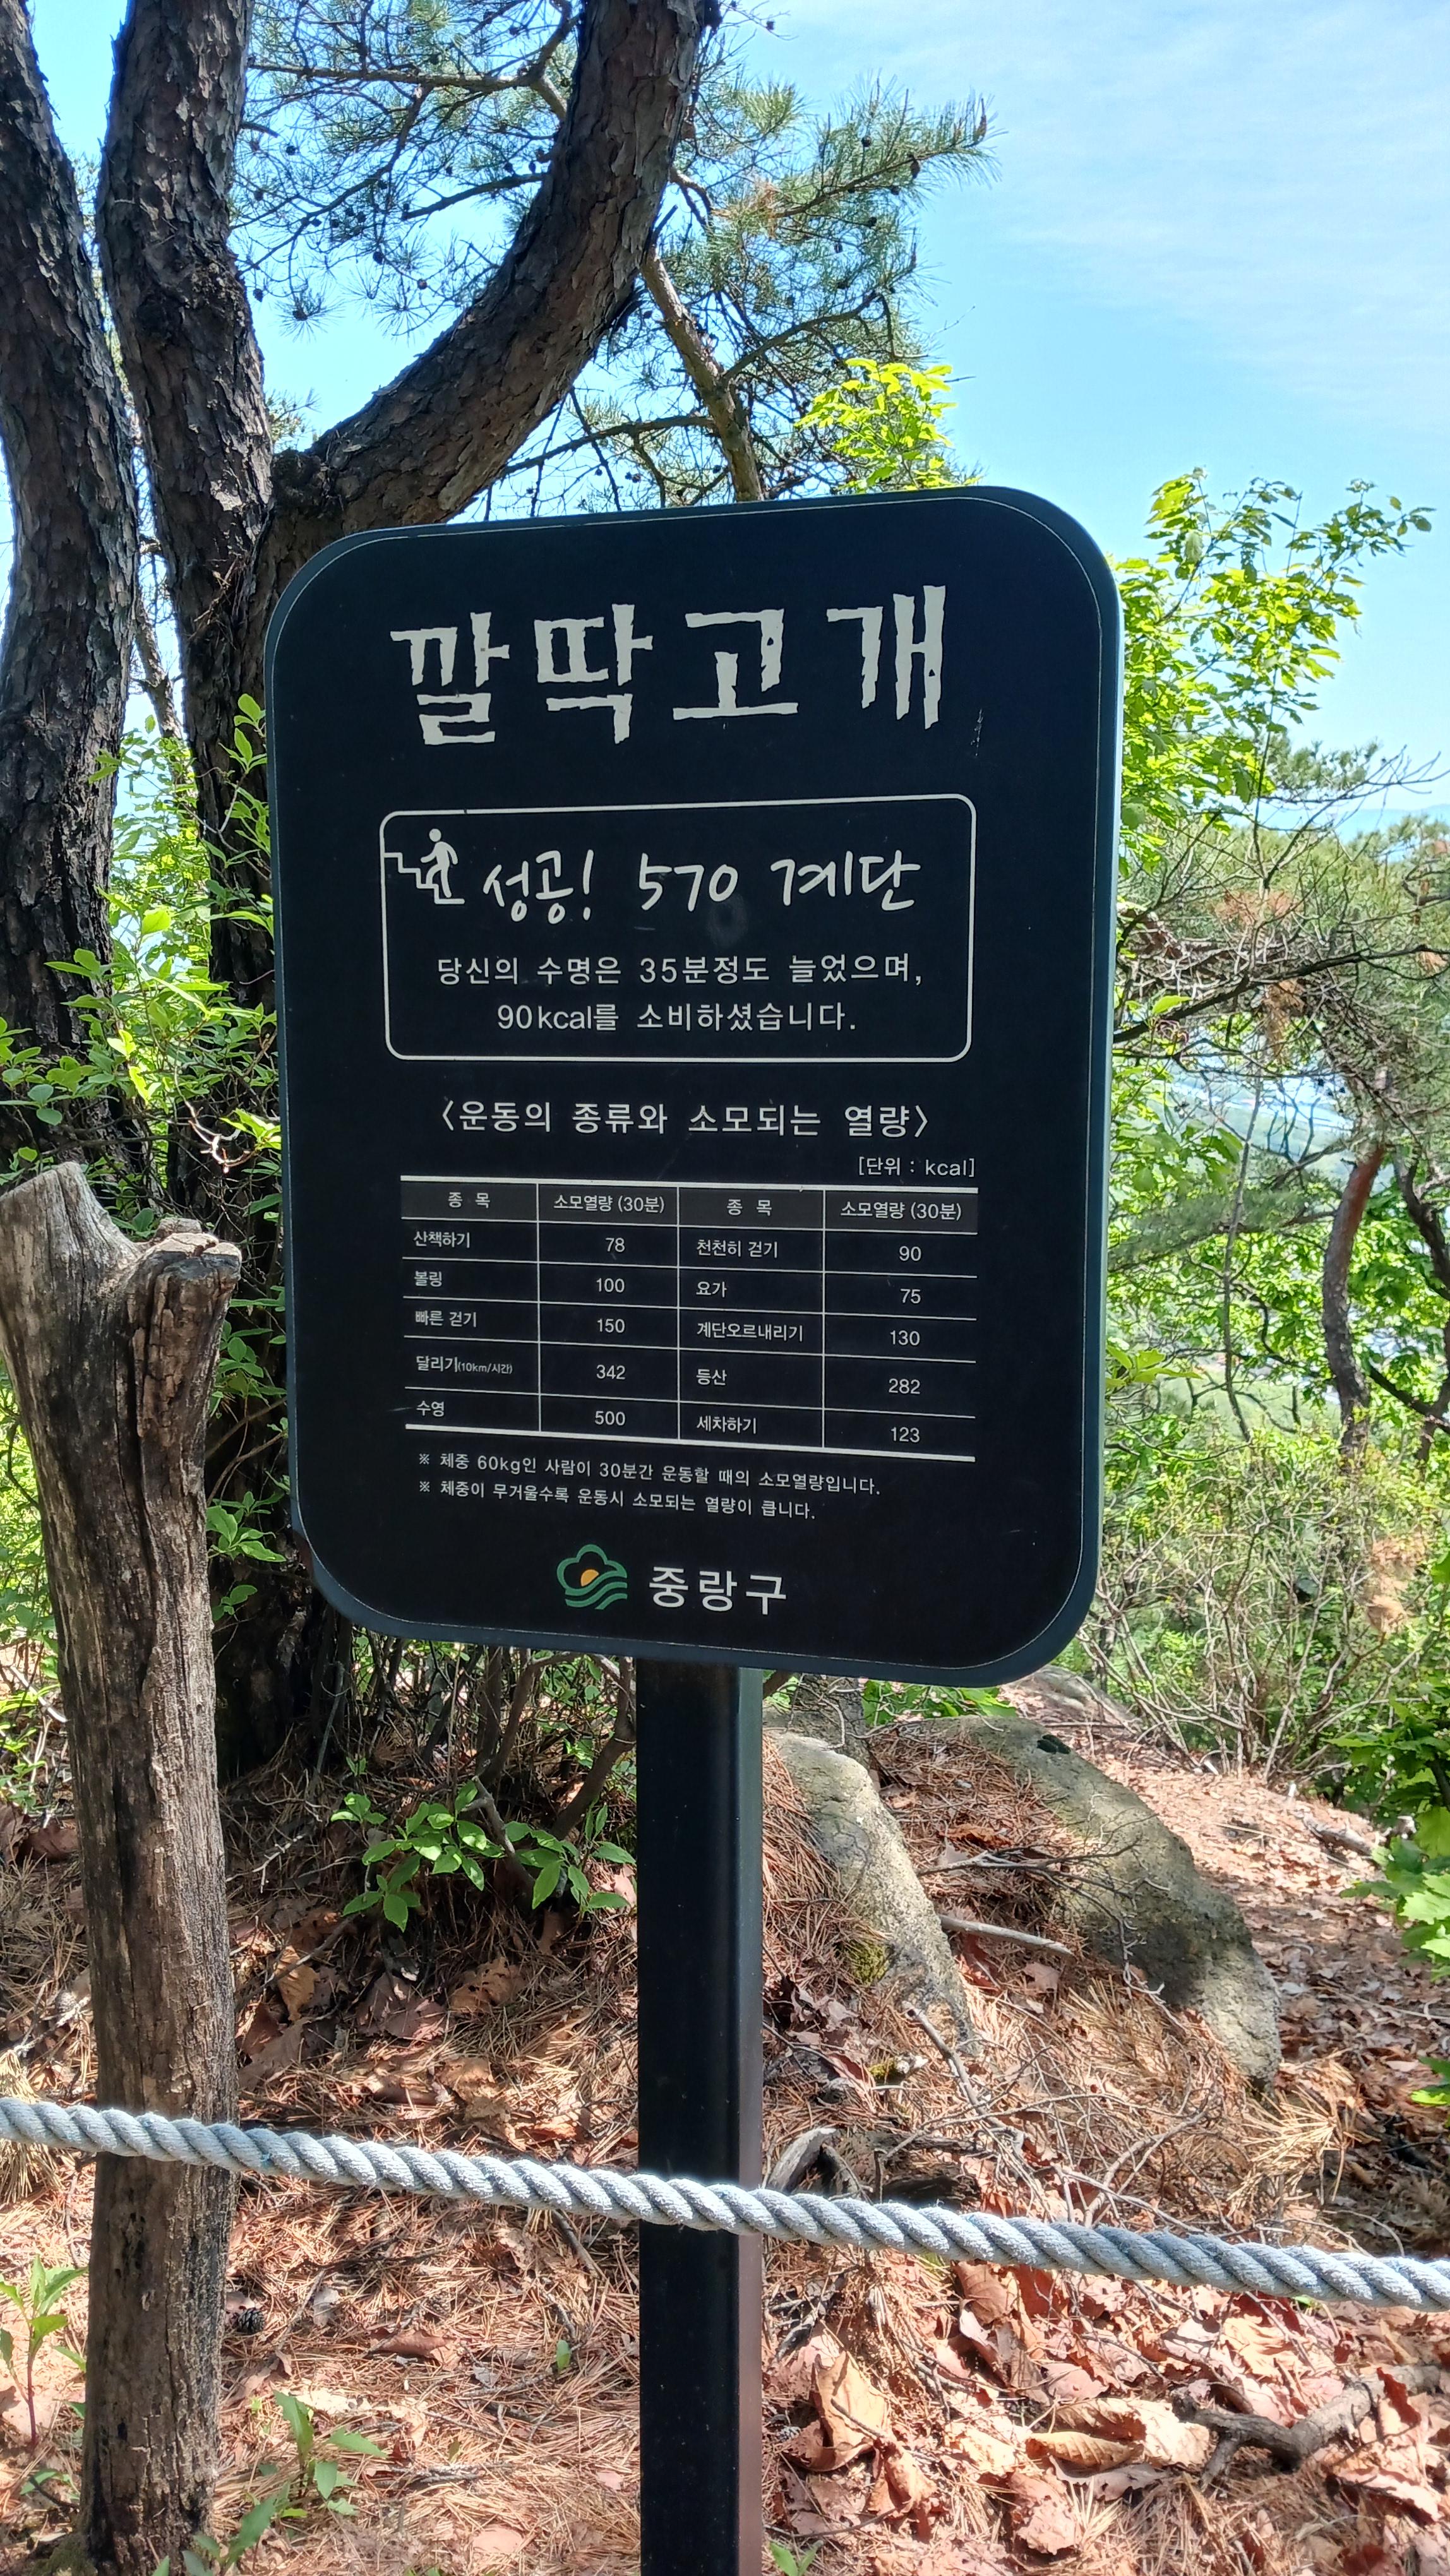 깔딱고개
성공! 570 계단
당신의 수명은 35분정도 늘었으며,
90kcal를 소비하셨습니다.
〈운동의 종류와 소모되는 열량〉
[단위 : kcal]
종 목 소모열량 (30분) 종 목 소모열량 (30분)
산책하기 78 천천히 걷기 90
볼링 100 요가 75
빠른 걷기 150 계단오르내리기 130
달리기(10km/시간) 342 등산 282
수영 500 세차하기 123
※ 체중 60kg인 사람이 30분간 운동할 때의 소모열량입니다.
※ 체중이 무거울수록 운동시 소모되는 열량이 큽니다.
중랑구